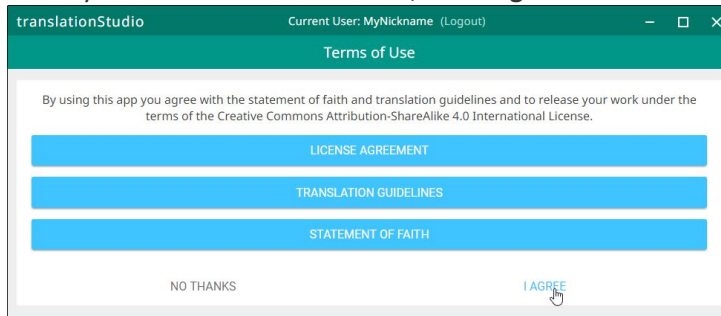 translationStudio Current User: MyNickname (Logout)
Terms of Use
By using this app you agree with the statement of faith and translation guidelines and to release your work under the
terms of the Creative Commons Attribution-ShareAlike 4.0 International License.
LICENSE AGREEMENT
TRANSLATION GUIDELINES
STATEMENT OF FAITH
NO THANKS I AGREE